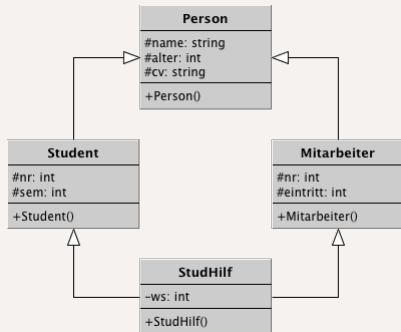 Person
#name: string
#alter: int
#cv: string
+Person()
Student
#nr: int
#sem: int
+Student()
Mitarbeiter
#nr: int
#eintritt: int
+Mitarbeiter()
StudHilf
-ws: int
+StudHilf()